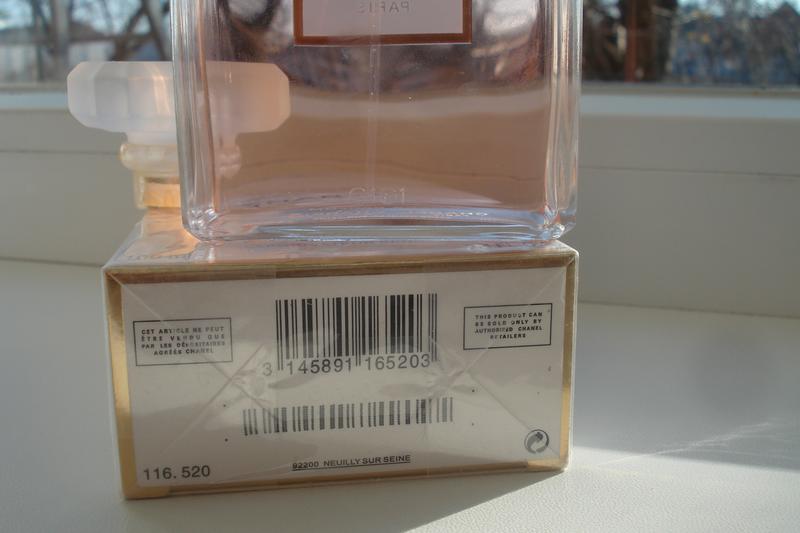 PARIS
CET ARTICLE NE PEUT
ÊTRE VENDU QUE
PAR LES DÉPOSITAIRES
AGRÉÉS CHANEL
THIS PRODUCT CAN
BE SOLD ONLY BY
AUTHORIZED CHANEL
RETAILERS
3 145891 165203
116.520
92200 NEUILLY SUR SEINE